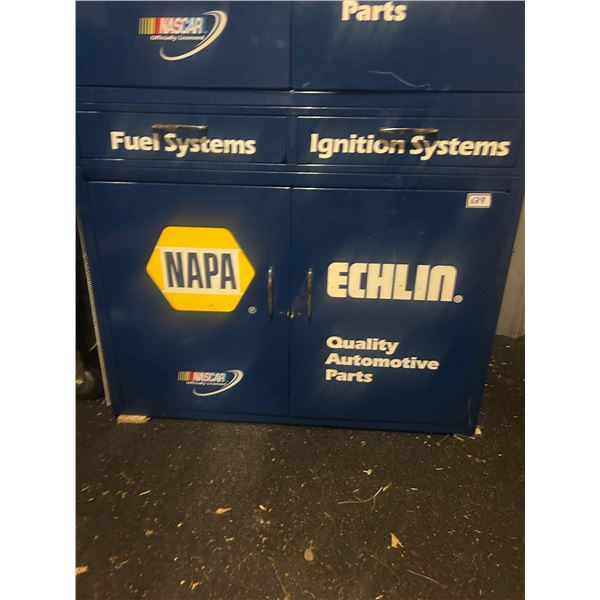 NASCAR
Officially Licensed
Parts
Fuel Systems
Ignition Systems
NAPA
®
ECHLIN®
Quality
Automotive
Parts
NASCAR
Officially Licensed